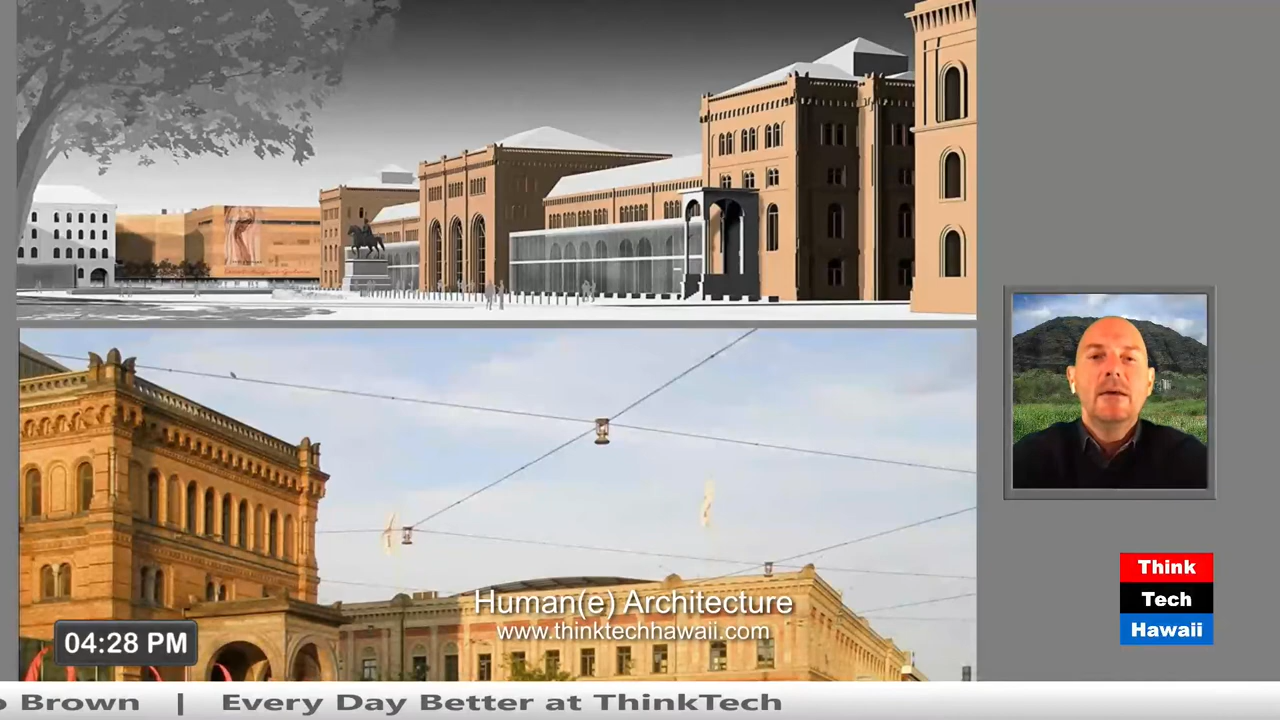 Human(e) Architecture
www.thinktechhawaii.com
Think
Tech
Hawaii
04:28 PM
Brown | Every Day Better at ThinkTech